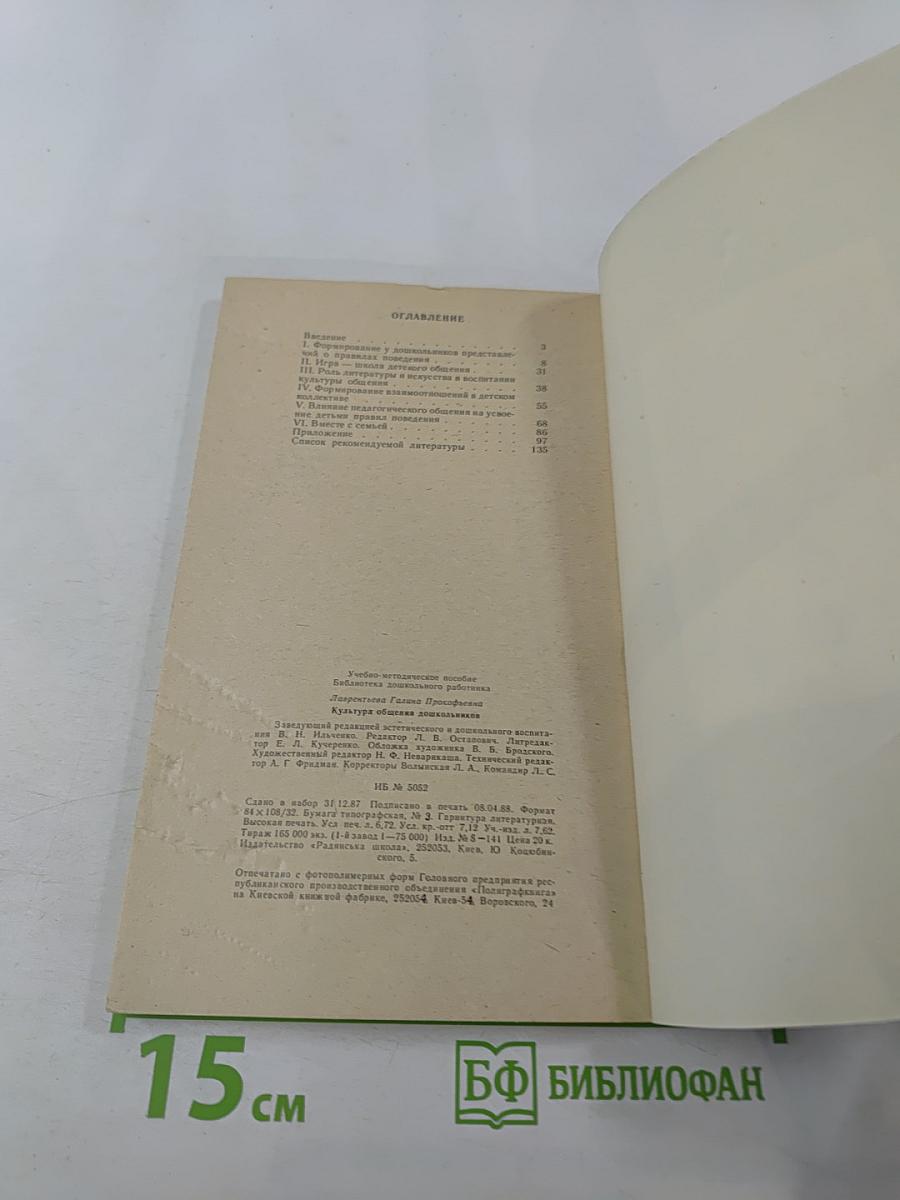 ОГЛАВЛЕНИЕ
Введение . . . . . . . . . . . . 3
I. Формирование у дошкольников представле-
ний о правилах поведения . . . . . . . 8
II. Игра — школа детского общения . . . . 31
III. Роль литературы и искусства в воспитании
культуры общения . . . . . . . . . 38
IV. Формирование взаимоотношений в детском
коллективе . . . . . . . . . . . 55
V. Влияние педагогического общения на усвое-
ние детьми правил поведения . . . . . . 68
VI. Вместе с семьей . . . . . . . . . 86
Приложение . . . . . . . . . . . 97
Список рекомендуемой литературы . . . . 135
Учебно-методическое пособие
Библиотека дошкольного работника
Лаврентьева Галина Прокофьевна
Культура общения дошкольников
Заведующий редакцией эстетического и дошкольного воспита-
ния В. Н. Ильченко. Редактор Л. В. Остапович. Литредак-
тор Е. Л. Кучеренко. Обложка художника В. Б. Бродского.
Художественный редактор Н. Ф. Неварикаша. Технический редак-
тор А. Г. Фридман. Корректоры Волынская Л. А., Командир Л. С.
ИБ № 5052
Сдано в набор 31.12.87 Подписано в печать 08.04.88. Формат
84×108/32. Бумага типографская, № 3. Гарнитура литературная.
Высокая печать. Усл печ. л. 6,72. Усл. кр.-отт 7,12 Уч.-изд. л. 7,62.
Тираж 165 000 экз. (1-й завод 1—75 000) Изд. № 8—141 Цена 20 к.
Издательство «Радянська школа», 252053, Киев, Ю Коцюбин-
ского, 5.
Отпечатано с фотополимерных форм Головного предприятия рес-
публиканского производственного объединения «Полиграфкнига»
на Киевской книжной фабрике, 252054, Киев-54, Воровского, 24
15 см
БФ БИБЛИОФАН